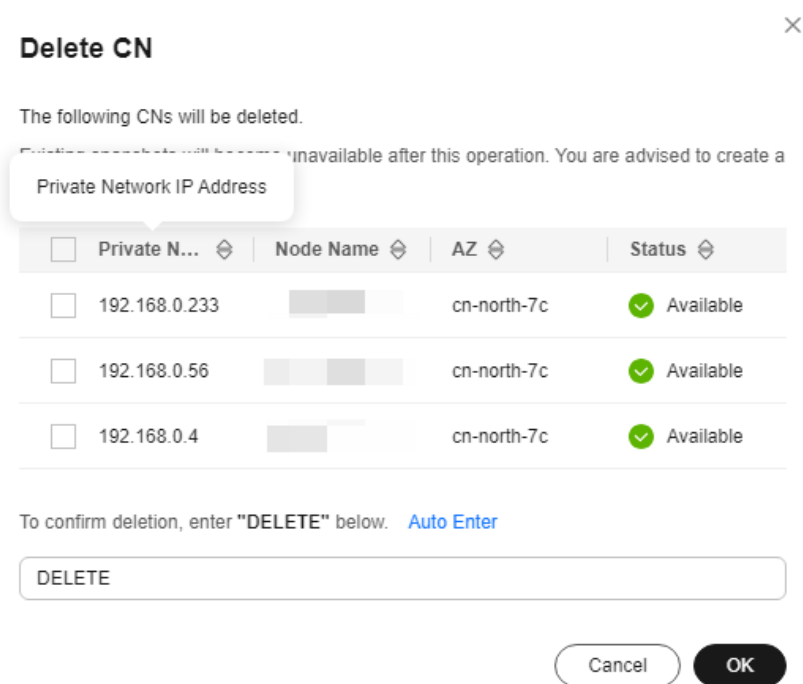 Delete CN
The following CNs will be deleted.
unavailable after this operation. You are advised to create a
Private Network IP Address
Private N... Node Name AZ Status
192.168.0.233 cn-north-7c Available
192.168.0.56 cn-north-7c Available
192.168.0.4 cn-north-7c Available
To confirm deletion, enter "DELETE" below. Auto Enter
DELETE
Cancel OK